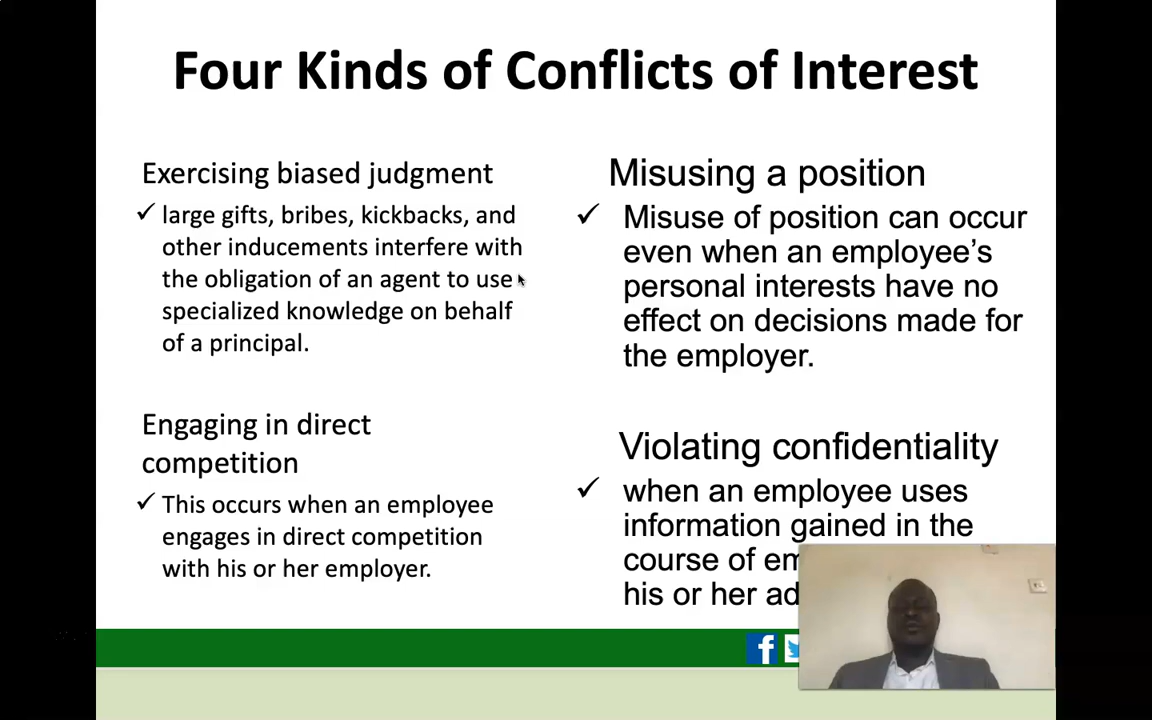 Four Kinds of Conflicts of Interest
Exercising biased judgment
✓ large gifts, bribes, kickbacks, and
other inducements interfere with
the obligation of an agent to use
specialized knowledge on behalf
of a principal.
Engaging in direct
competition
✓ This occurs when an employee
engages in direct competition
with his or her employer.
Misusing a position
✓ Misuse of position can occur
even when an employee’s
personal interests have no
effect on decisions made for
the employer.
Violating confidentiality
✓ when an employee uses
information gained in the
course of
his or her